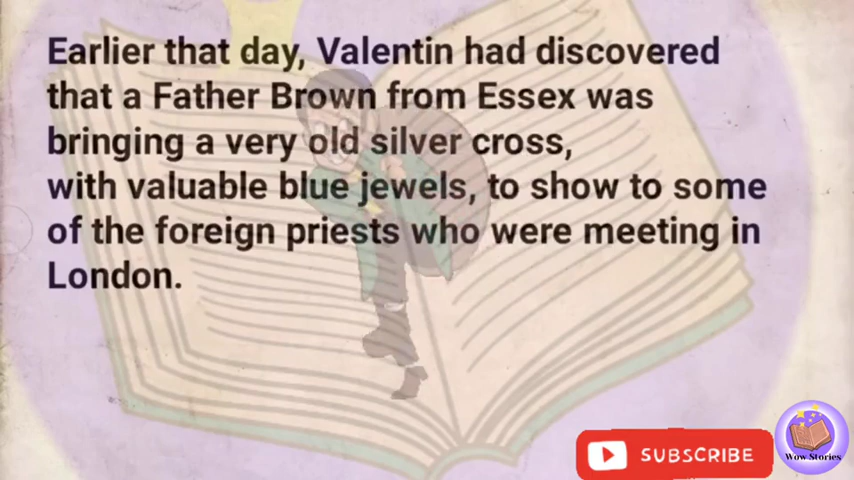 Earlier that day, Valentin had discovered
that a Father Brown from Essex was
bringing a very old silver cross,
with valuable blue jewels, to show to some
of the foreign priests who were meeting in
London.
SUBSCRIBE
Wow Stories